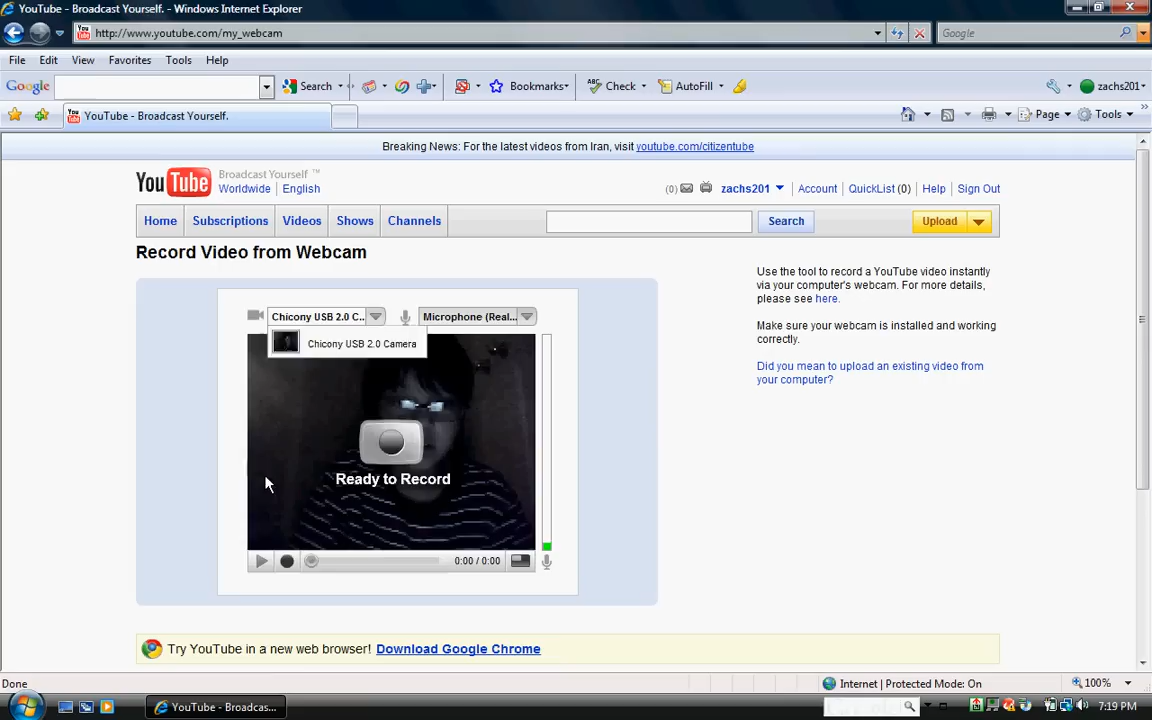 YouTube - Broadcast Yourself. - Windows Internet Explorer
http://www.youtube.com/my_webcam
Google
File Edit View Favorites Tools Help
Google Search Bookmarks Check AutoFill zachs201
YouTube - Broadcast Yourself. Page Tools
Breaking News: For the latest videos from Iran, visit youtube.com/citizentube
YouTube Broadcast Yourself ™
Worldwide English
(0) zachs201 Account QuickList (0) Help Sign Out
Home Subscriptions Videos Shows Channels Search Upload
Record Video from Webcam
Use the tool to record a YouTube video instantly
via your computer's webcam. For more details,
please see here.
Make sure your webcam is installed and working
correctly.
Did you mean to upload an existing video from
your computer?
Chicony USB 2.0 C.. Microphone (Real...
Chicony USB 2.0 Camera
Ready to Record
0:00 / 0:00
Try YouTube in a new web browser! Download Google Chrome
Done Internet | Protected Mode: On 100%
YouTube - Broadcas... 7:19 PM